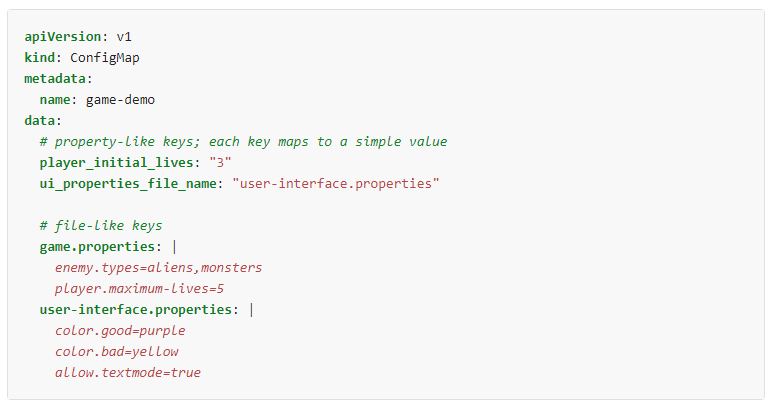 apiVersion: v1
kind: ConfigMap
metadata:
  name: game-demo
data:
  # property-like keys; each key maps to a simple value
  player_initial_lives: "3"
  ui_properties_file_name: "user-interface.properties"

  # file-like keys
  game.properties: |
    enemy.types=aliens,monsters
    player.maximum-lives=5
  user-interface.properties: |
    color.good=purple
    color.bad=yellow
    allow.textmode=true